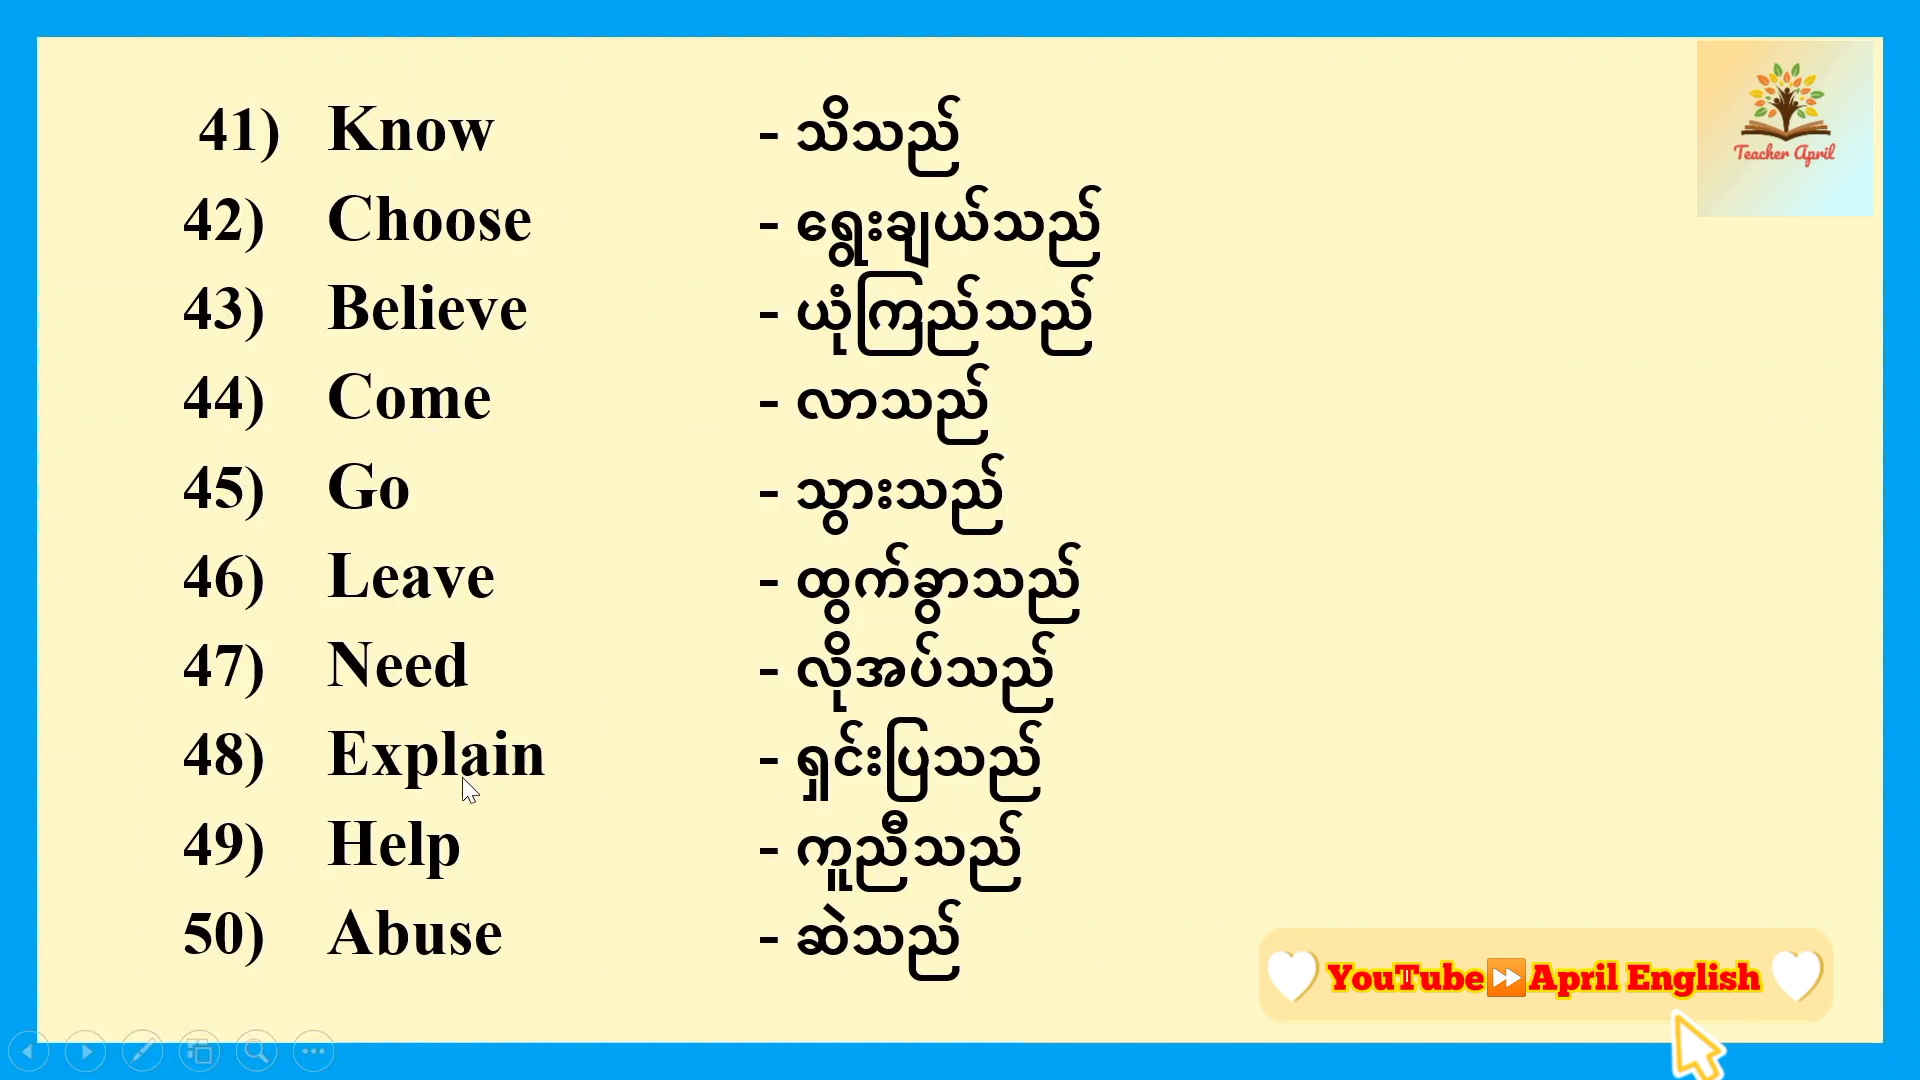 41) Know - သိသည်
42) Choose - ရွေးချယ်သည်
43) Believe - ယုံကြည်သည်
44) Come - လာသည်
45) Go - သွားသည်
46) Leave - ထွက်ခွာသည်
47) Need - လိုအပ်သည်
48) Explain - ရှင်းပြသည်
49) Help - ကူညီသည်
50) Abuse - ဆဲသည်
Teacher April
YouTube⏩April English